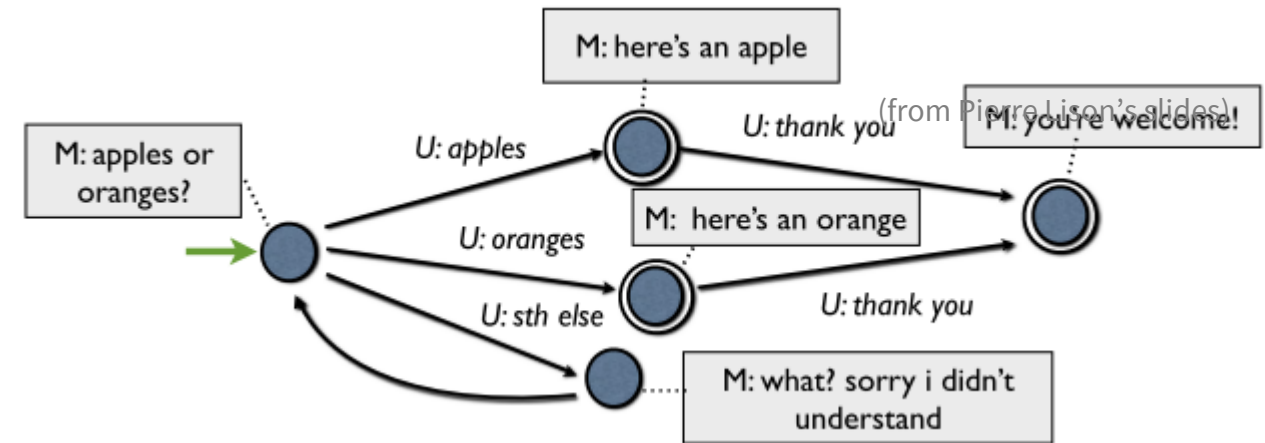 M: here's an apple
(from Pierre Lison's slides)
M: you're welcome!
U: thank you
U: apples
M: apples or
oranges?
M: here's an orange
U: oranges
U: thank you
U: sth else
M: what? sorry i didn't
understand